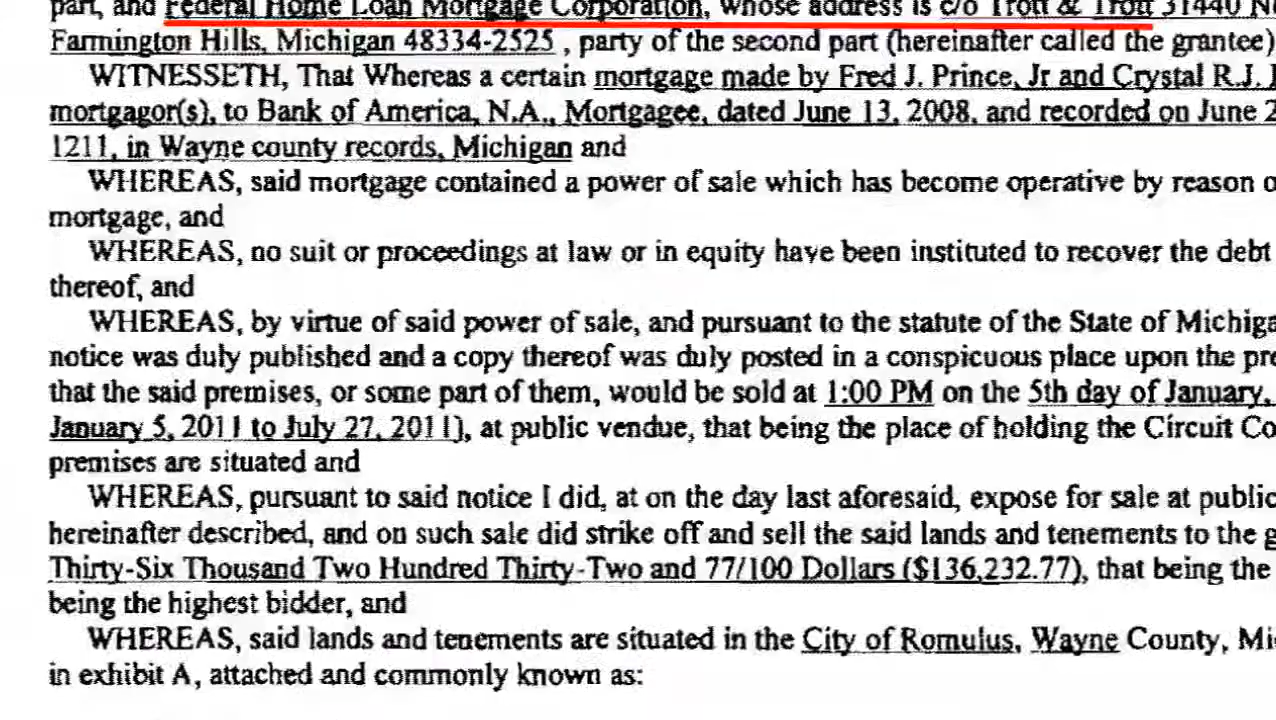 part, and Federal Home Loan Mortgage Corporation, whose address is c/o Trott & Trott 31440
Farmington Hills, Michigan 48334-2525 , party of the second part (hereinafter called the grantee)
WITNESSETH, That Whereas a certain mortgage made by Fred J. Prince, Jr and Crystal R.J.
mortgagor(s), to Bank of America, N.A., Mortgagee, dated June 13, 2008, and recorded on June 2
1211, in Wayne county records, Michigan and
WHEREAS, said mortgage contained a power of sale which has become operative by reason o
mortgage, and
WHEREAS, no suit or proceedings at law or in equity have been instituted to recover the debt
thereof, and
WHEREAS, by virtue of said power of sale, and pursuant to the statute of the State of Michiga
notice was duly published and a copy thereof was duly posted in a conspicuous place upon the pre
that the said premises, or some part of them, would be sold at 1:00 PM on the 5th day of January,
January 5, 2011 to July 27, 2011), at public vendue, that being the place of holding the Circuit Co
premises are situated and
WHEREAS, pursuant to said notice I did, at on the day last aforesaid, expose for sale at public
hereinafter described, and on such sale did strike off and sell the said lands and tenements to the g
Thirty-Six Thousand Two Hundred Thirty-Two and 77/100 Dollars ($136,232.77), that being the
being the highest bidder, and
WHEREAS, said lands and tenements are situated in the City of Romulus, Wayne County, Mi
in exhibit A, attached and commonly known as: